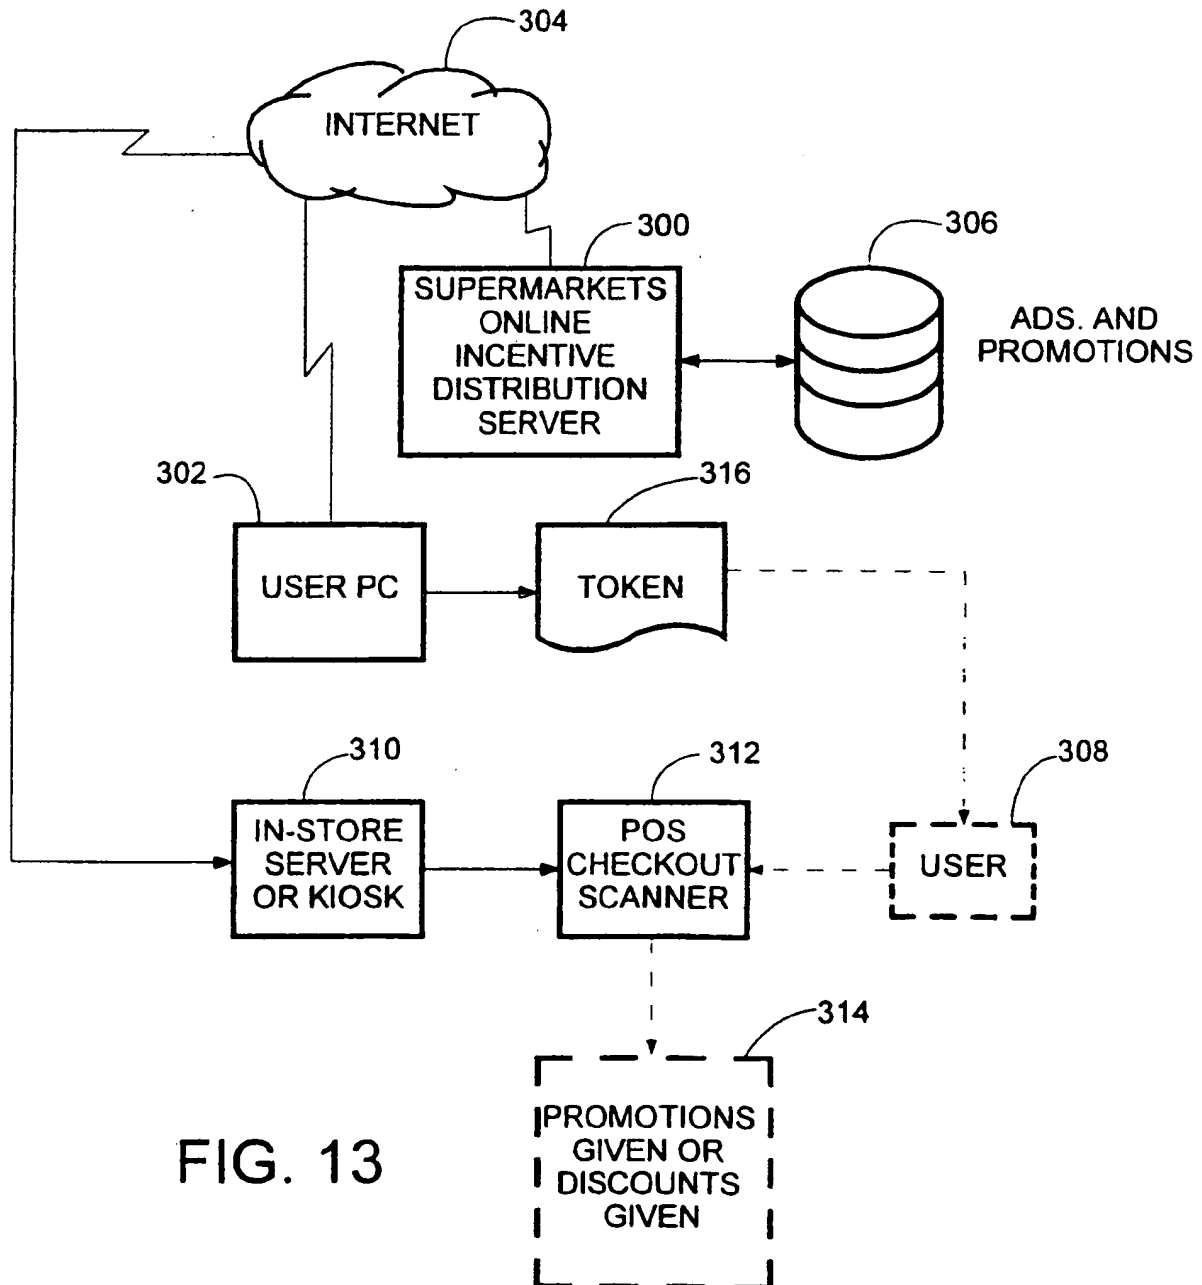 304
INTERNET
300
306
SUPERMARKETS
ONLINE
INCENTIVE
DISTRIBUTION
SERVER
ADS. AND
PROMOTIONS
302
316
USER PC
TOKEN
310
312
308
IN-STORE
SERVER
OR KIOSK
POS
CHECKOUT
SCANNER
USER
314
PROMOTIONS
GIVEN OR
DISCOUNTS
GIVEN
FIG. 13